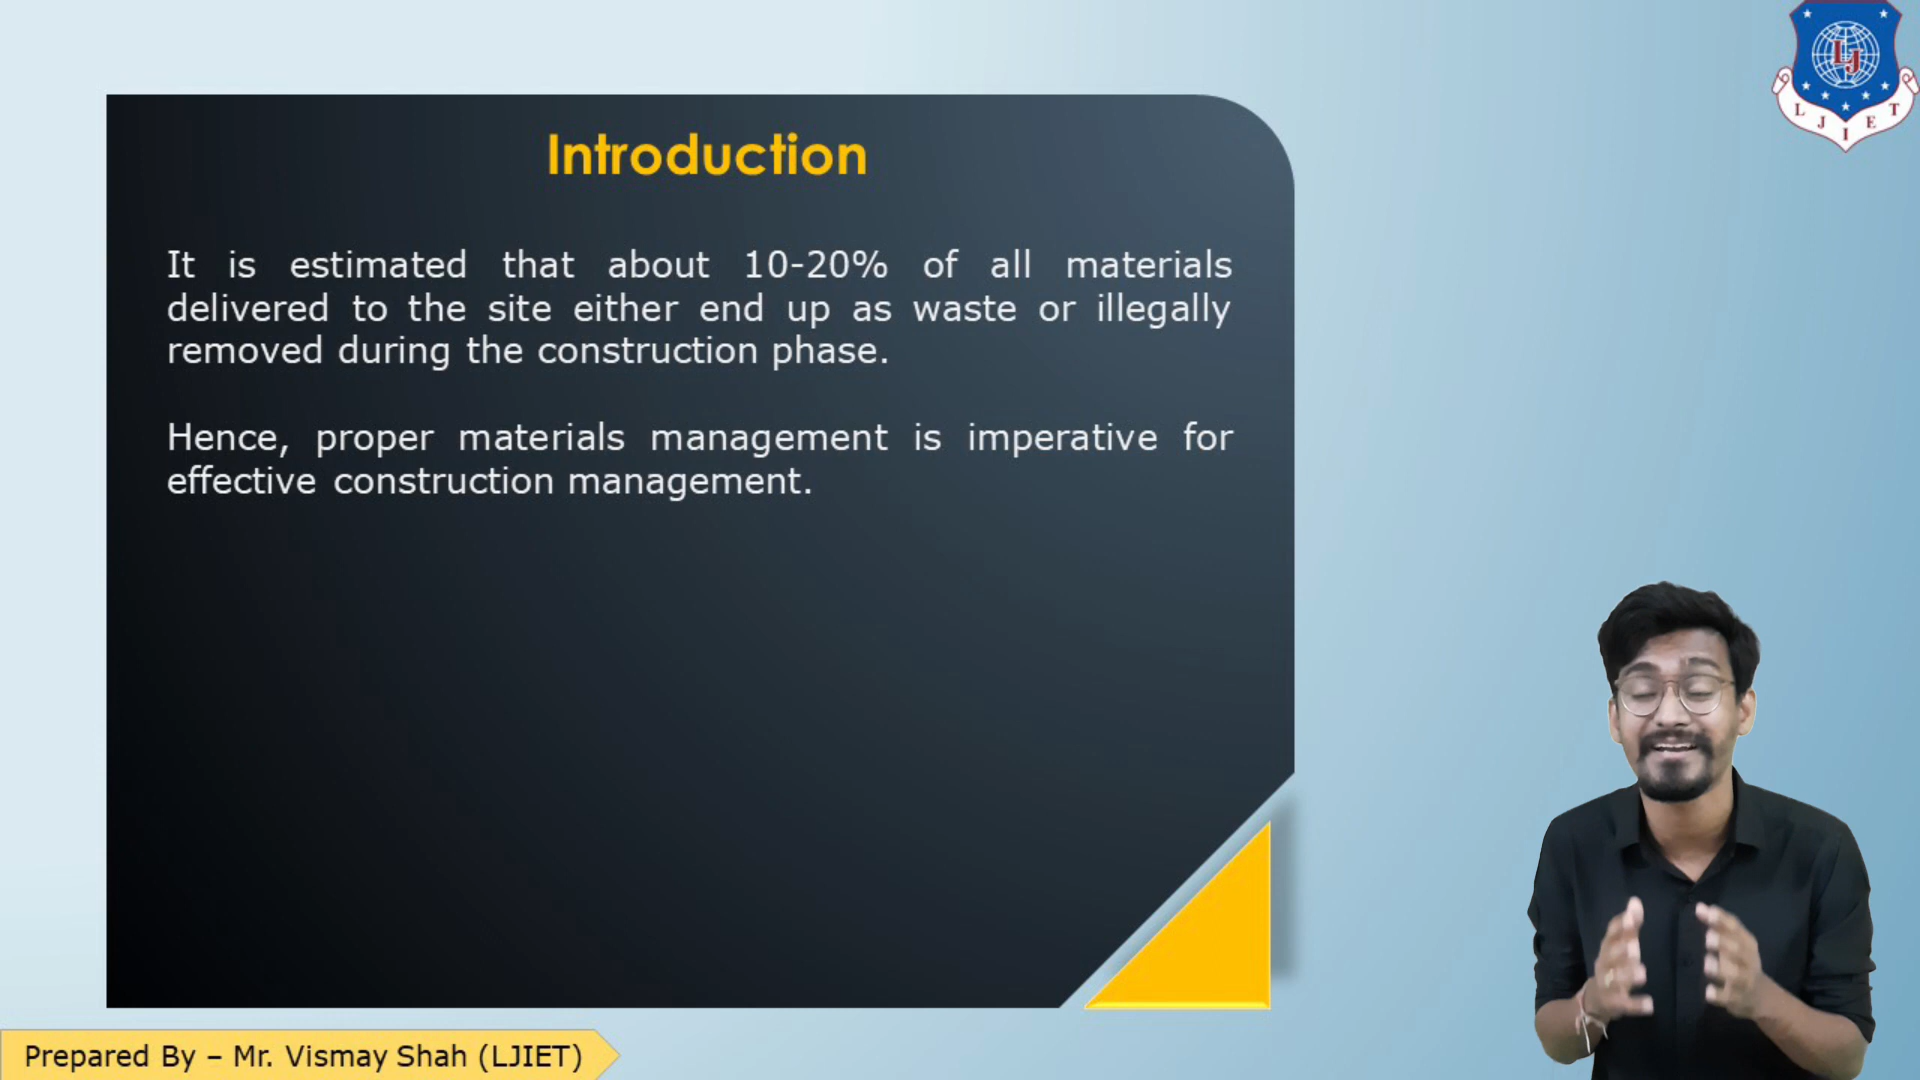 Introduction
It is estimated that about 10-20% of all materials
delivered to the site either end up as waste or illegally
removed during the construction phase.
Hence, proper materials management is imperative for
effective construction management.
LJ
L J I E T
Prepared By – Mr. Vismay Shah (LJIET)